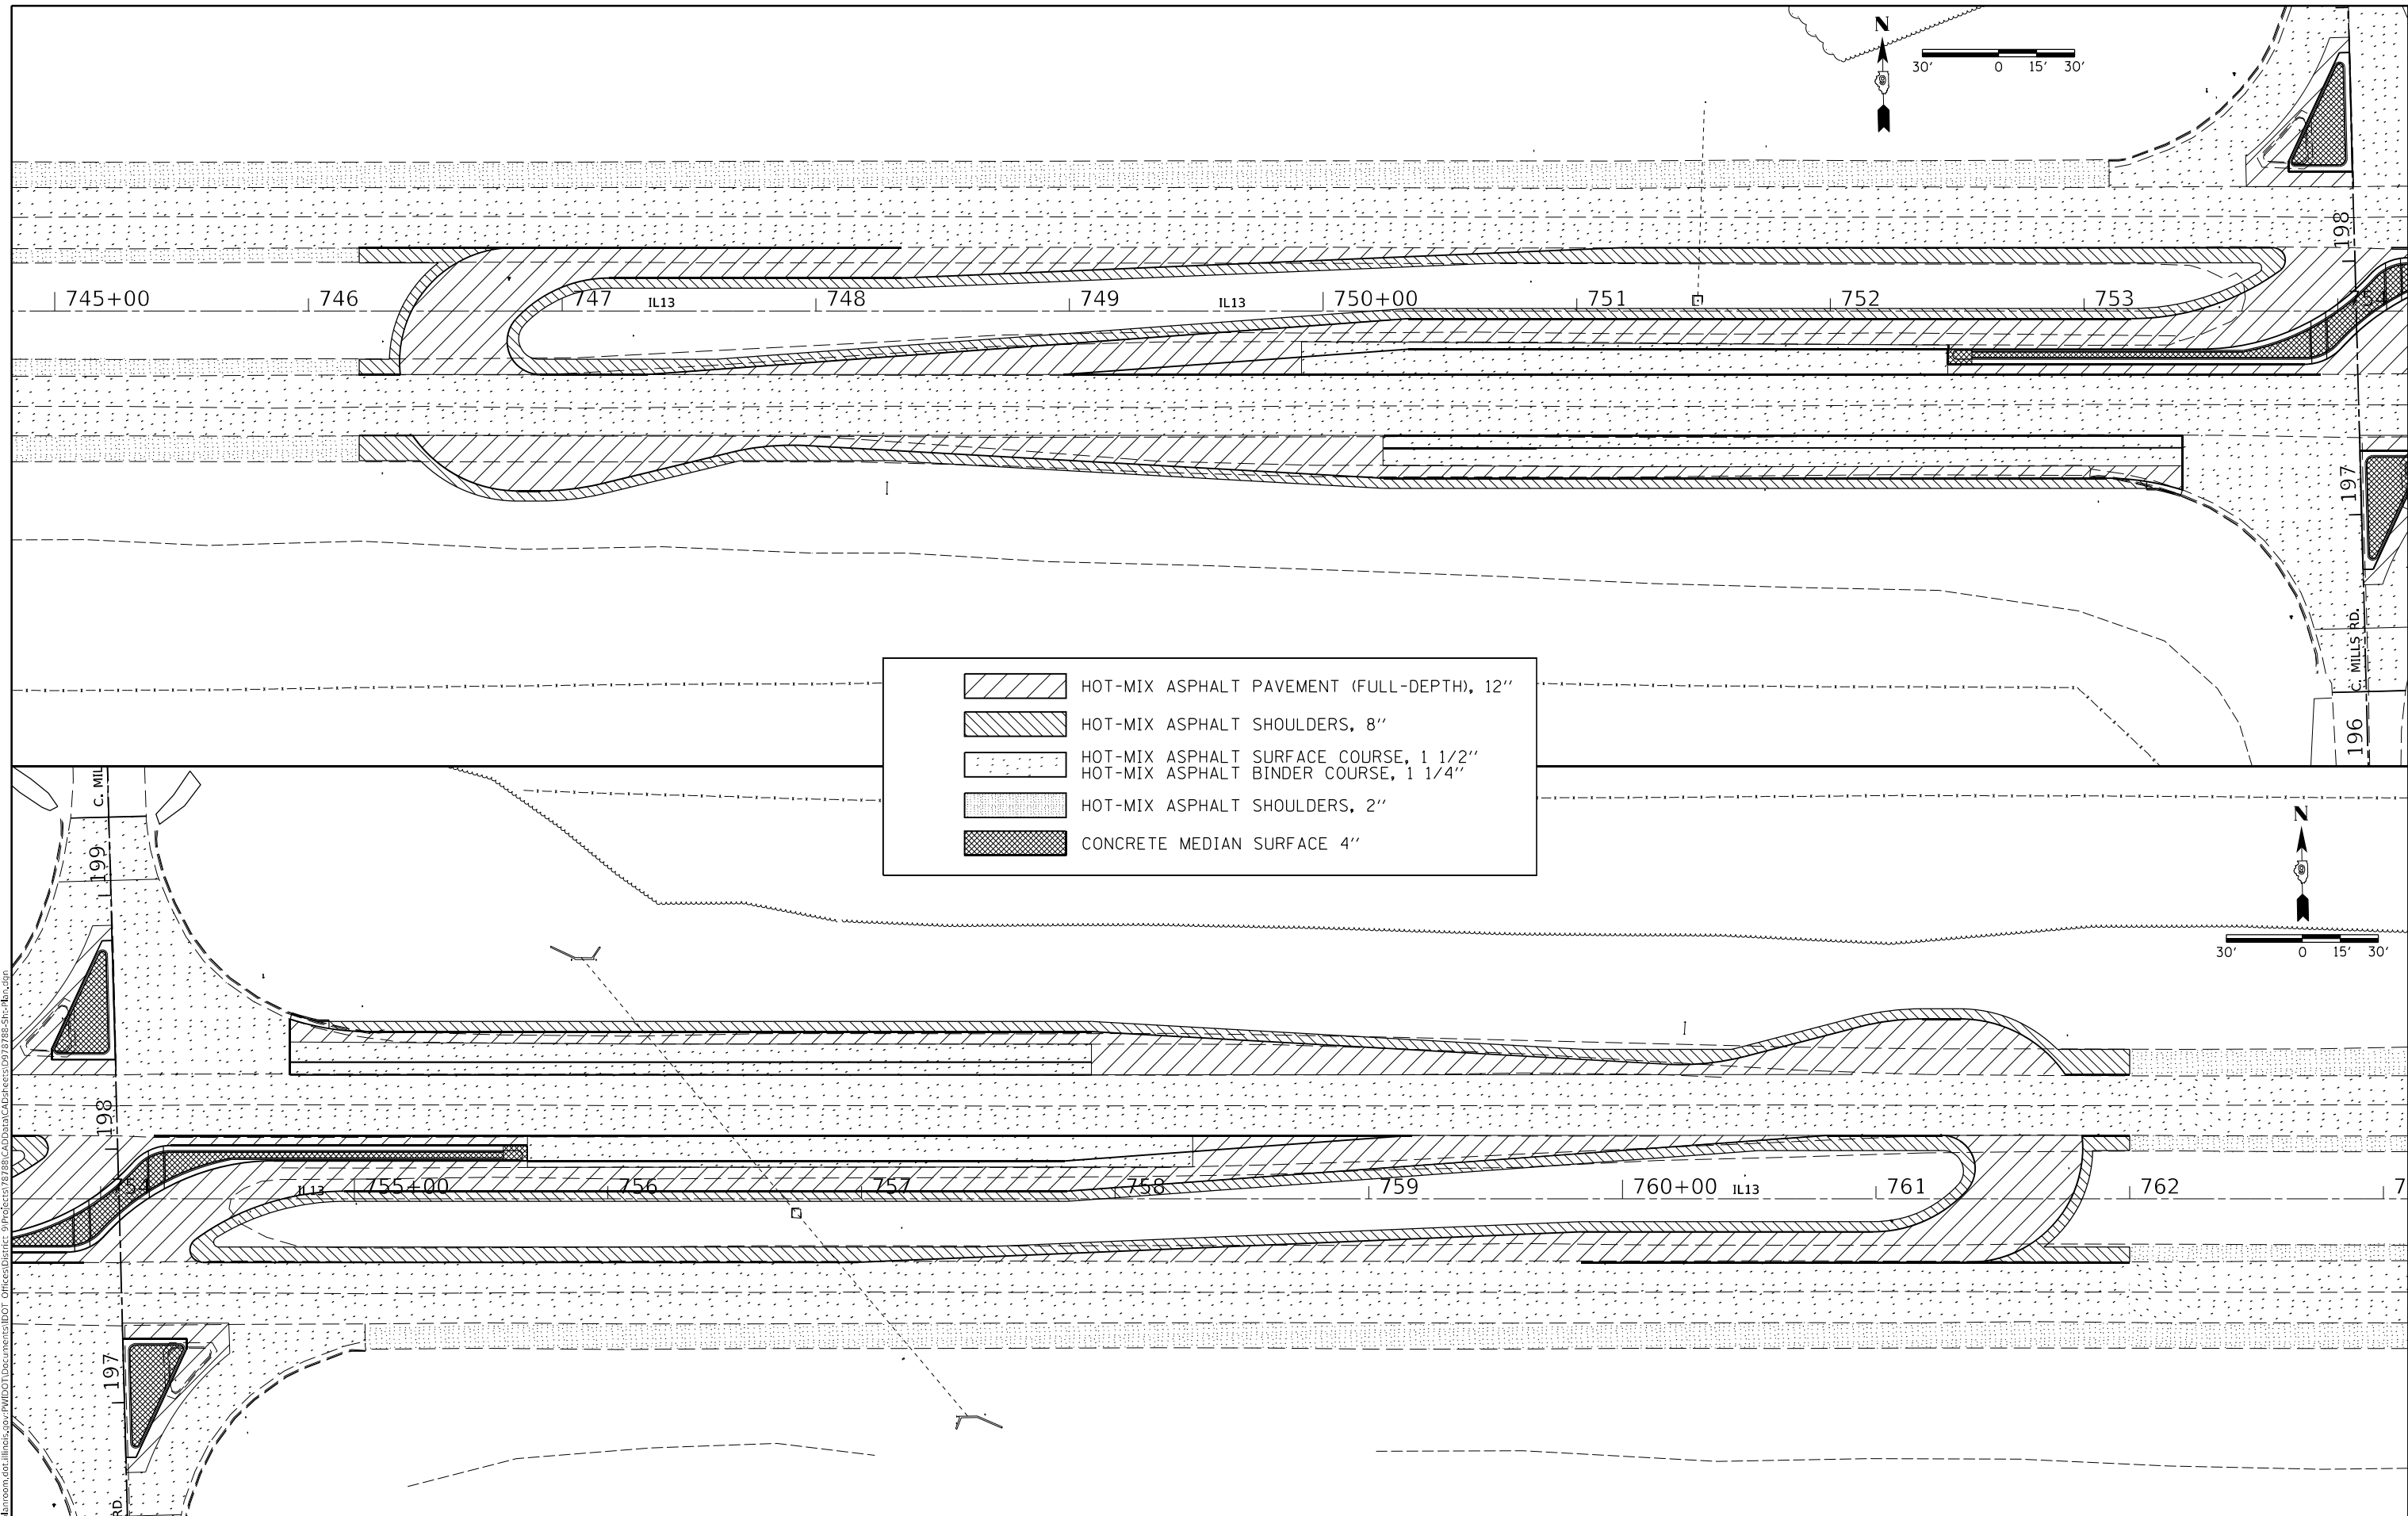 N
30' 0 15' 30'
198
745+00 746 747 IL13 748 749 IL13 750+00 751 752 753 754
197
C. MILLS RD.
196
HOT-MIX ASPHALT PAVEMENT (FULL-DEPTH), 12"
HOT-MIX ASPHALT SHOULDERS, 8"
HOT-MIX ASPHALT SURFACE COURSE, 1 1/2"
HOT-MIX ASPHALT BINDER COURSE, 1 1/4"
HOT-MIX ASPHALT SHOULDERS, 2"
CONCRETE MEDIAN SURFACE 4"
C. MIL
199
N
30' 0 15' 30'
198
754 IL13 755+00 756 757 758 759 760+00 IL13 761 762 7
197
RD.